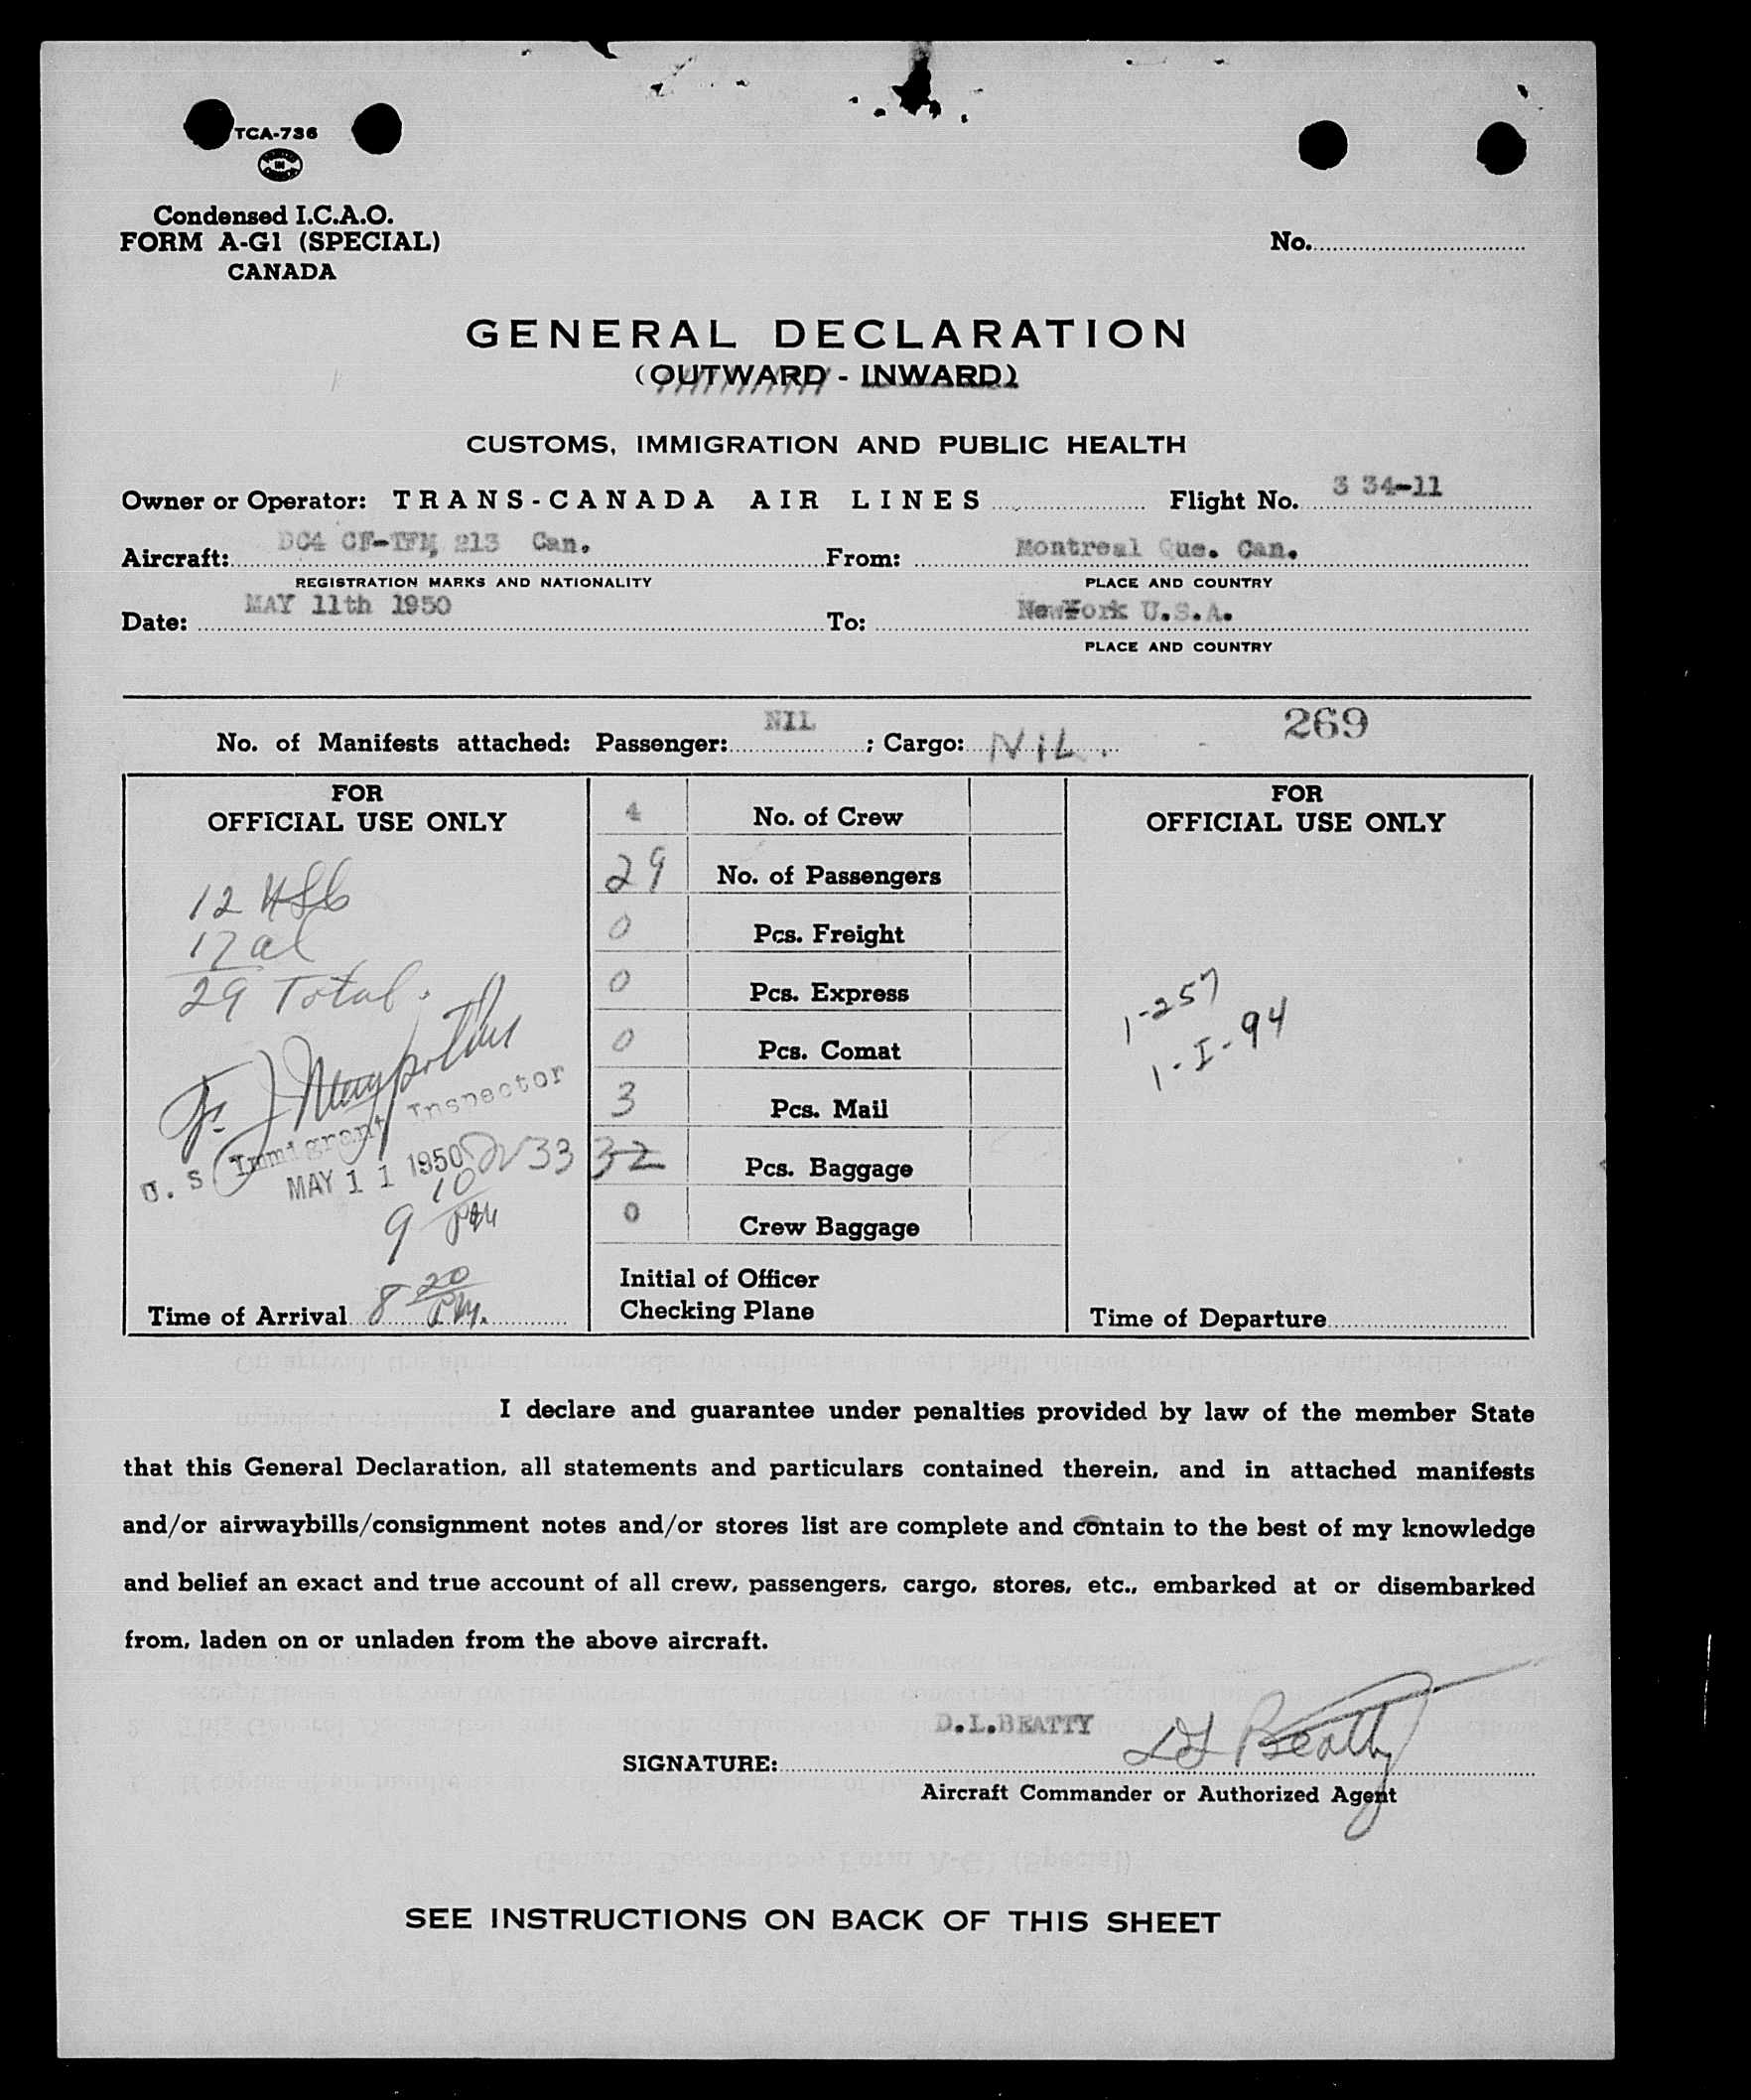 TCA-736
Condensed I.C.A.O.
FORM A-G1 (SPECIAL)
CANADA
No.
GENERAL DECLARATION
(OUTWARD - INWARD)
CUSTOMS, IMMIGRATION AND PUBLIC HEALTH
Owner or Operator: TRANS-CANADA AIR LINES Flight No. 3 34-11
Aircraft: DC4 CF-TFM, 213 Can. From: Montreal Que. Can.
REGISTRATION MARKS AND NATIONALITY PLACE AND COUNTRY
Date: MAY 11th 1950 To: New York U.S.A.
PLACE AND COUNTRY
No. of Manifests attached: Passenger: NIL ; Cargo: NIL. 269
FOR
OFFICIAL USE ONLY
12
17 al
29 Total.
U. S. Immigrant Inspector
MAY 11 1950
9 10 PM
Time of Arrival 8 20 P.M.
4 No. of Crew
29 No. of Passengers
0 Pcs. Freight
0 Pcs. Express
0 Pcs. Comat
3 Pcs. Mail
33 32 Pcs. Baggage
0 Crew Baggage
Initial of Officer
Checking Plane
FOR
OFFICIAL USE ONLY
1-257
1-I-94
Time of Departure
I declare and guarantee under penalties provided by law of the member State
that this General Declaration, all statements and particulars contained therein, and in attached manifests
and/or airwaybills/consignment notes and/or stores list are complete and contain to the best of my knowledge
and belief an exact and true account of all crew, passengers, cargo, stores, etc., embarked at or disembarked
from, laden on or unladen from the above aircraft.
D.L.BEATTY
SIGNATURE: DL Beatty
Aircraft Commander or Authorized Agent
SEE INSTRUCTIONS ON BACK OF THIS SHEET